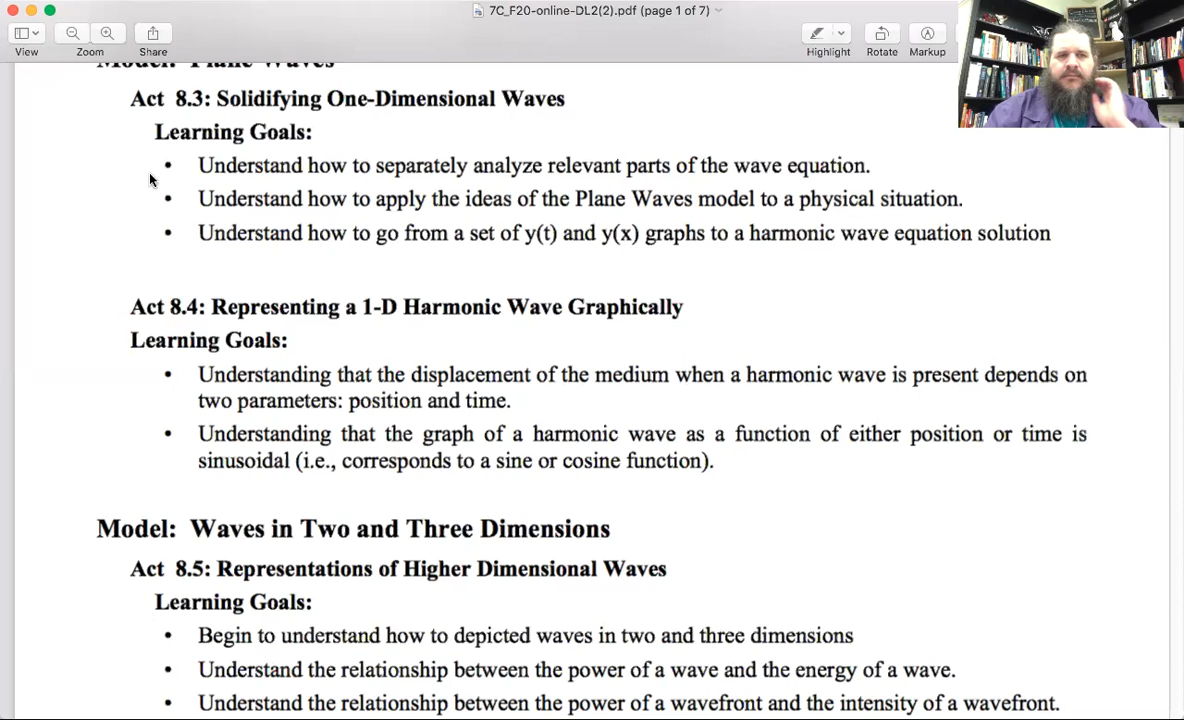 7C_F20-online-DL2(2).pdf (page 1 of 7)
View
Zoom
Share
Highlight
Rotate
Markup
Model: Plane Waves
Act 8.3: Solidifying One-Dimensional Waves
Learning Goals:
• Understand how to separately analyze relevant parts of the wave equation.
• Understand how to apply the ideas of the Plane Waves model to a physical situation.
• Understand how to go from a set of y(t) and y(x) graphs to a harmonic wave equation solution
Act 8.4: Representing a 1-D Harmonic Wave Graphically
Learning Goals:
• Understanding that the displacement of the medium when a harmonic wave is present depends on
two parameters: position and time.
• Understanding that the graph of a harmonic wave as a function of either position or time is
sinusoidal (i.e., corresponds to a sine or cosine function).
Model: Waves in Two and Three Dimensions
Act 8.5: Representations of Higher Dimensional Waves
Learning Goals:
• Begin to understand how to depicted waves in two and three dimensions
• Understand the relationship between the power of a wave and the energy of a wave.
• Understand the relationship between the power of a wavefront and the intensity of a wavefront.